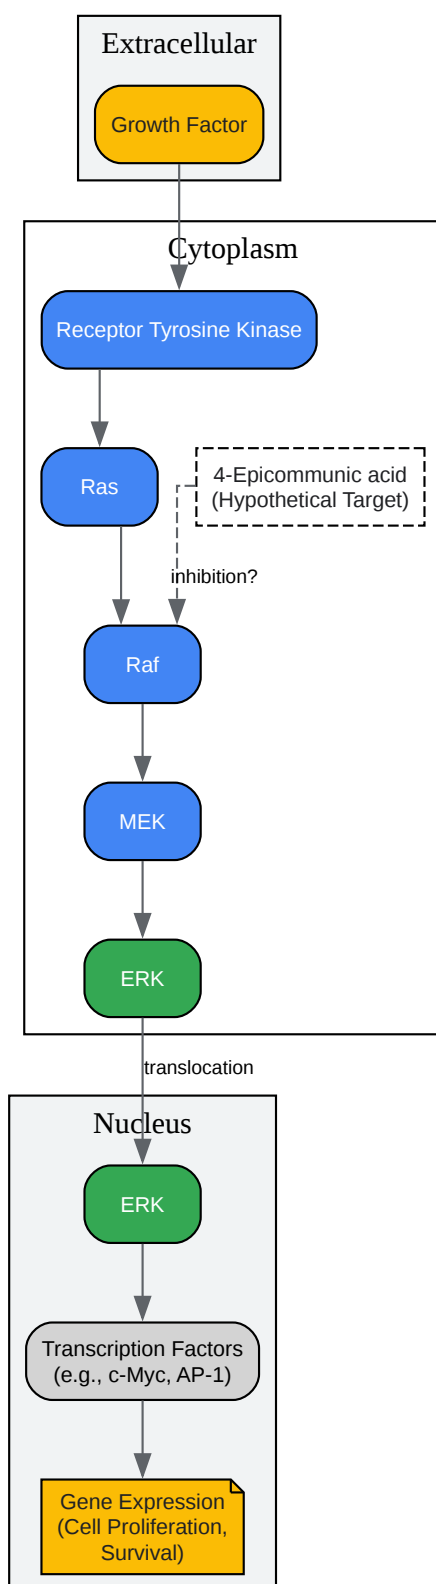 Extracellular
Growth Factor
Cytoplasm
Receptor Tyrosine Kinase
Ras
4-Epicommunic acid
(Hypothetical Target)
inhibition?
Raf
MEK
ERK
translocation
Nucleus
ERK
Transcription Factors
(e.g., c-Myc, AP-1)
Gene Expression
(Cell Proliferation,
Survival)